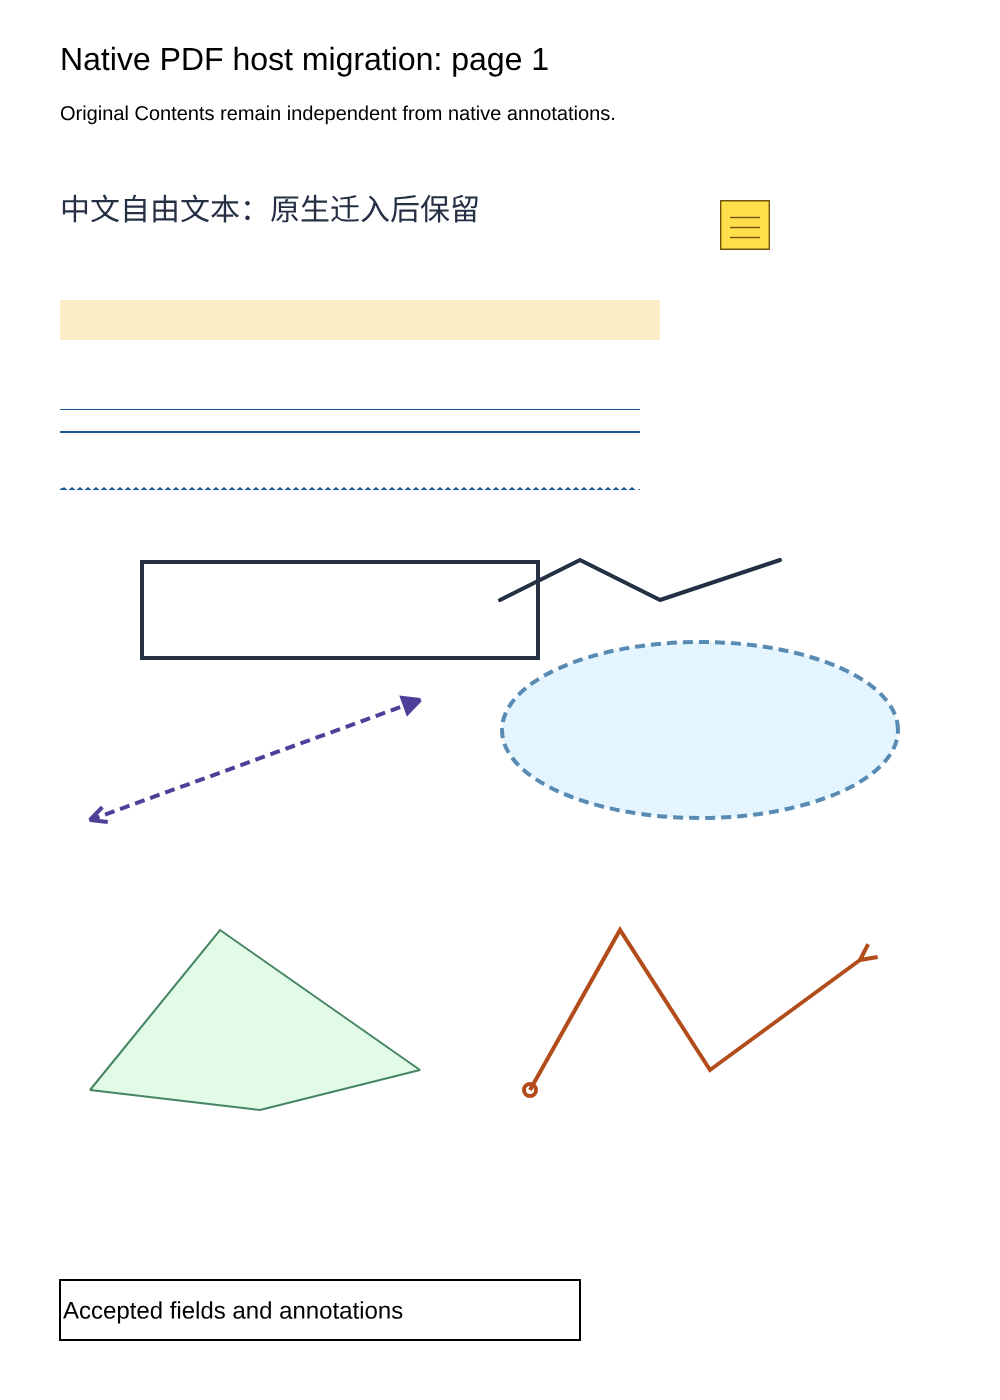 Native PDF host migration: page 1
Original Contents remain independent from native annotations.
中文自由文本：原生迁入后保留
Accepted fields and annotations